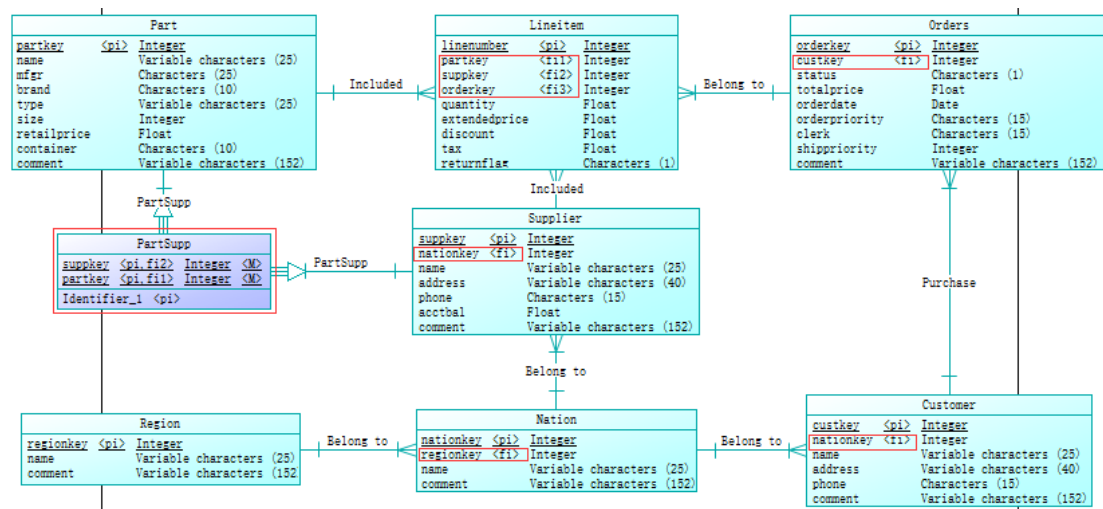 Part
partkey <pi> Integer
name Variable characters (25)
mfgr Characters (25)
brand Characters (10)
type Variable characters (25)
size Integer
retailprice Float
container Characters (10)
comment Variable characters (152)
Included
Lineitem
linenumber <pi> Integer
partkey <fi1> Integer
suppkey <fi2> Integer
orderkey <fi3> Integer
quantity Float
extendedprice Float
discount Float
tax Float
returnflag Characters (1)
Belong to
Orders
orderkey <pi> Integer
custkey <fi> Integer
status Characters (1)
totalprice Float
orderdate Date
orderpriority Characters (15)
clerk Characters (15)
shippriority Integer
comment Variable characters (152)
PartSupp
Included
PartSupp
suppkey <pi,fi2> Integer <M>
partkey <pi,fi1> Integer <M>
Identifier_1 <pi>
PartSupp
Supplier
suppkey <pi> Integer
nationkey <fi> Integer
name Variable characters (25)
address Variable characters (40)
phone Characters (15)
acctbal Float
comment Variable characters (152)
Purchase
Belong to
Region
regionkey <pi> Integer
name Variable characters (25)
comment Variable characters (152
Belong to
Nation
nationkey <pi> Integer
regionkey <fi> Integer
name Variable characters (25)
comment Variable characters (152)
Belong to
Customer
custkey <pi> Integer
nationkey <fi> Integer
name Variable characters (25)
address Variable characters (40)
phone Characters (15)
comment Variable characters (152)